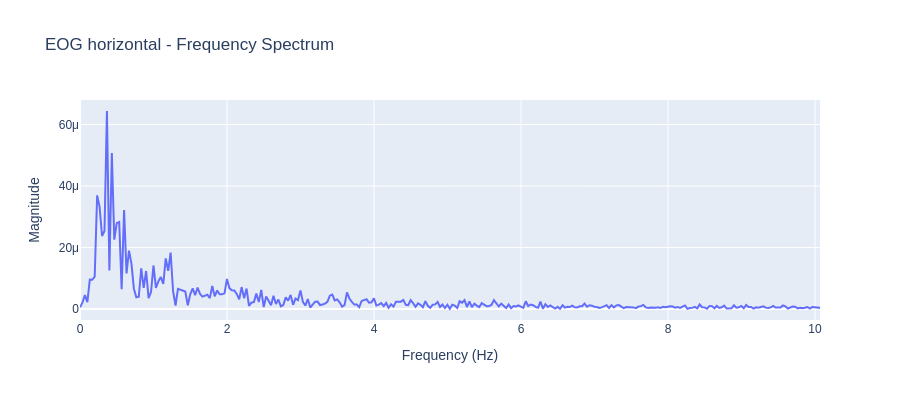 EOG horizontal - Frequency Spectrum
60μ
40μ
20μ
0
0 2 4 6 8 10
Magnitude
Frequency (Hz)